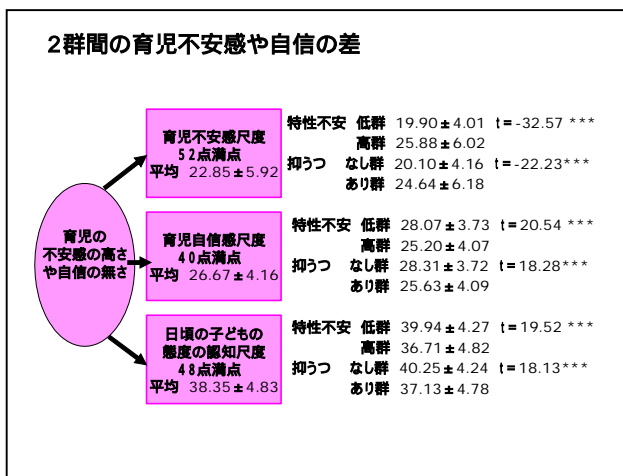 2群間の育児不安感や自信の差
育児の
不安感の高さ
や自信の無さ
育児不安感尺度
52点満点
平均 22.85±5.92
特性不安 低群 19.90±4.01 t=-32.57 ***
高群 25.88±6.02
抑うつ なし群 20.10±4.16 t=-22.23***
あり群 24.64±6.18
育児自信感尺度
40点満点
平均 26.67±4.16
特性不安 低群 28.07±3.73 t=20.54 ***
高群 25.20±4.07
抑うつ なし群 28.31±3.72 t=18.28***
あり群 25.63±4.09
日頃の子どもの
態度の認知尺度
48点満点
平均 38.35±4.83
特性不安 低群 39.94±4.27 t=19.52 ***
高群 36.71±4.82
抑うつ なし群 40.25±4.24 t=18.13***
あり群 37.13±4.78